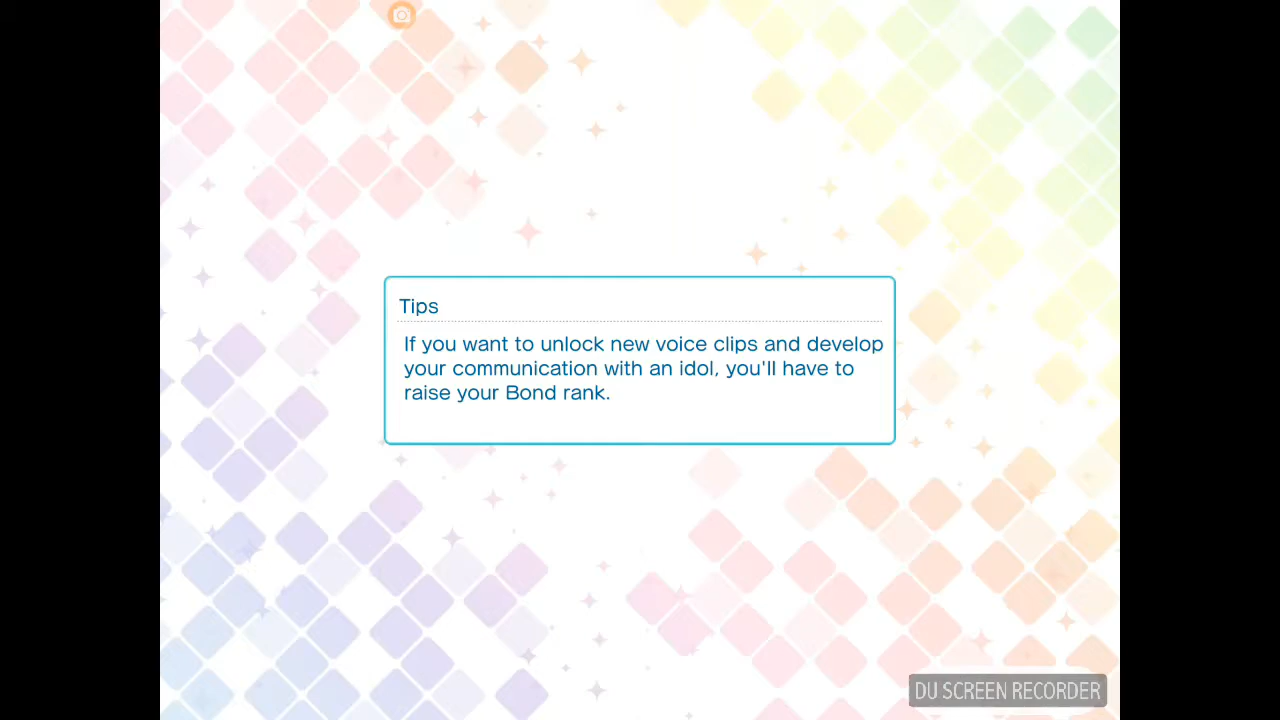 Tips
If you want to unlock new voice clips and develop
your communication with an idol, you'll have to
raise your Bond rank.
DU SCREEN RECORDER